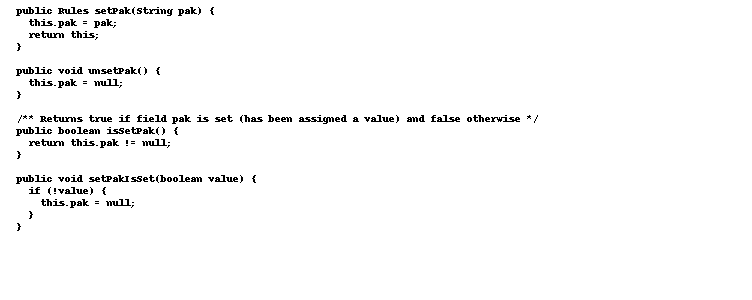 public Rules setPak(String pak) {
this.pak = pak;
return this;
}
public void unsetPak() {
this.pak = null;
}
/** Returns true if field pak is set (has been assigned a value) and false otherwise */
public boolean isSetPak() {
return this.pak != null;
}
public void setPakIsSet(boolean value) {
if (!value) {
this.pak = null;
}
}